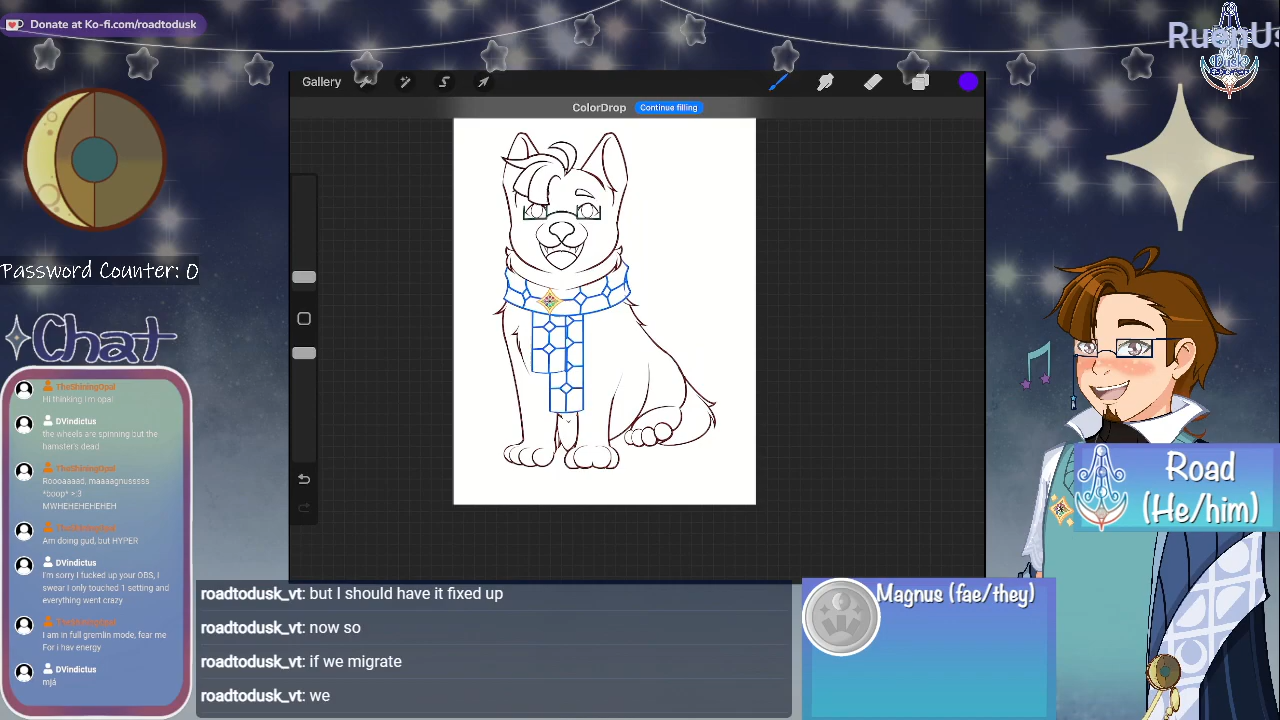 Donate at Ko-fi.com/roadtodusk
Gallery
ColorDrop
Continue filling
Password Counter: 0
Chat
TheShiningOpal
Hi thinking I'm opal
DVindictus
the wheels are spinning but the
hamster's dead
TheShiningOpal
Roooaaaad, maaagnusssss
*boop* >:3
MWHEHEHEHEHEH
TheShiningOpal
Am doing gud, but HYPER
DVindictus
I'm sorry I fucked up your OBS, I
swear I only touched 1 setting and
everything went crazy
TheShiningOpal
I am in full gremlin mode, fear me
For i hav energy
DVindictus
mjá
roadtodusk_vt: but I should have it fixed up
roadtodusk_vt: now so
roadtodusk_vt: if we migrate
roadtodusk_vt: we
Magnus (fae/they)
Road
(He/him)